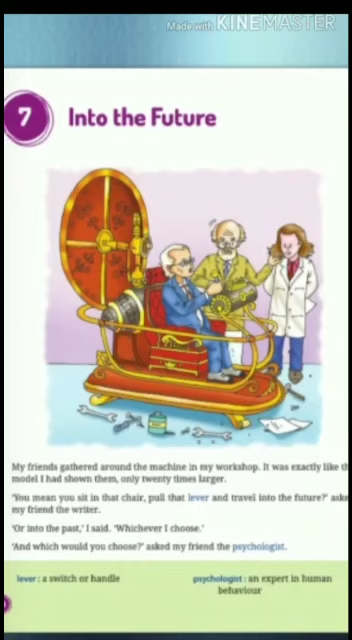 Made with KINEMASTER
7 Into the Future
My friends gathered around the machine in my workshop. It was exactly like th
model I had shown them, only twenty times larger.
'You mean you sit in that chair, pull that lever and travel into the future?' aske
my friend the writer.
'Or into the past,' I said. 'Whichever I choose.'
'And which would you choose?' asked my friend the psychologist.
lever : a switch or handle
psychologist : an expert in human
behaviour